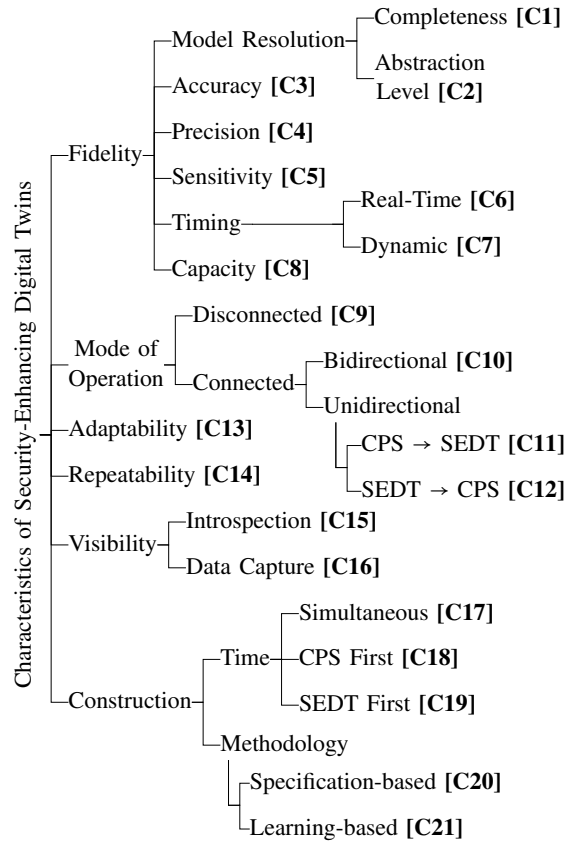 Characteristics of Security-Enhancing Digital Twins
Fidelity
Model Resolution
Completeness [C1]
Abstraction
Level [C2]
Accuracy [C3]
Precision [C4]
Sensitivity [C5]
Timing
Real-Time [C6]
Dynamic [C7]
Capacity [C8]
Mode of
Operation
Disconnected [C9]
Connected
Bidirectional [C10]
Unidirectional
CPS → SEDT [C11]
SEDT → CPS [C12]
Adaptability [C13]
Repeatability [C14]
Visibility
Introspection [C15]
Data Capture [C16]
Construction
Time
Simultaneous [C17]
CPS First [C18]
SEDT First [C19]
Methodology
Specification-based [C20]
Learning-based [C21]